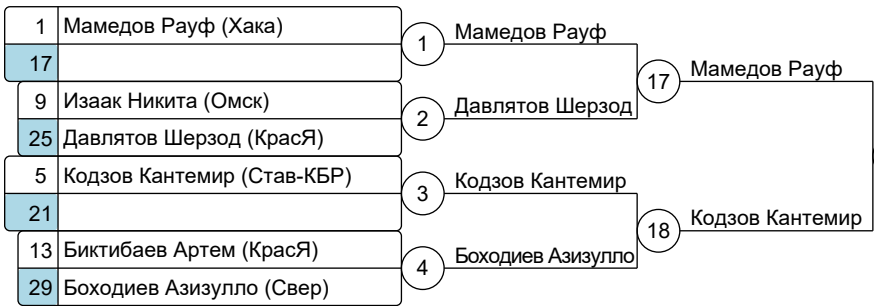 1 Мамедов Рауф (Хака)
17
9 Изаак Никита (Омск)
25 Давлятов Шерзод (КрасЯ)
5 Кодзов Кантемир (Став-КБР)
21
13 Биктибаев Артем (КрасЯ)
29 Боходиев Азизулло (Свер)
1 Мамедов Рауф
2 Давлятов Шерзод
3 Кодзов Кантемир
4 Боходиев Азизулло
17 Мамедов Рауф
18 Кодзов Кантемир